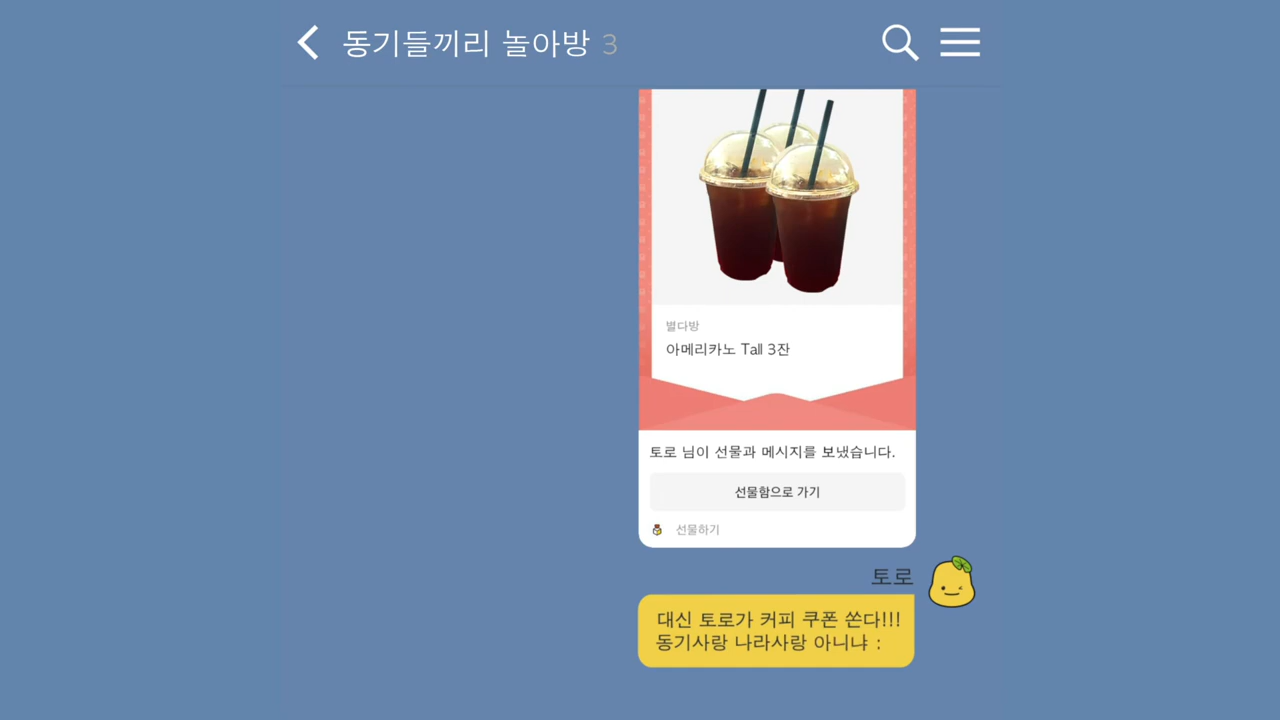 동기들끼리 놀아방 3
별다방
아메리카노 Tall 3잔
토로 님이 선물과 메시지를 보냈습니다.
선물함으로 가기
선물하기
토로
대신 토로가 커피 쿠폰 쏜다!!!
동기사랑 나라사랑 아니냐 :